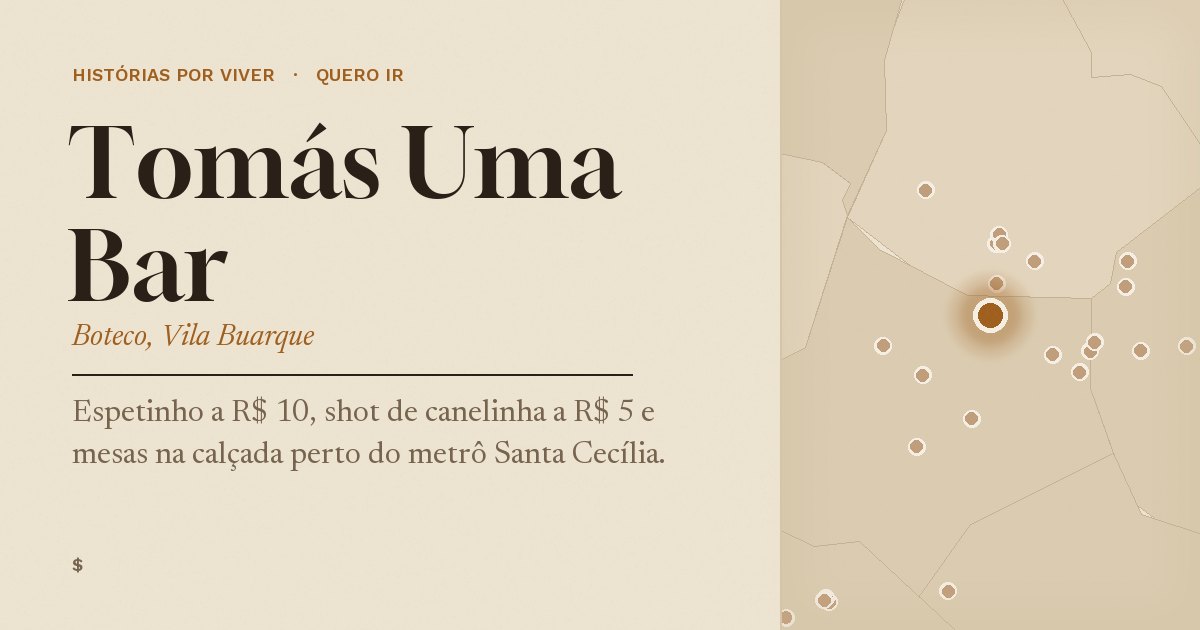 HISTÓRIAS POR VIVER · QUERO IR
Tomás Uma
Bar
Boteco, Vila Buarque
Espetinho a R$ 10, shot de canelinha a R$ 5 e
mesas na calçada perto do metrô Santa Cecília.
$